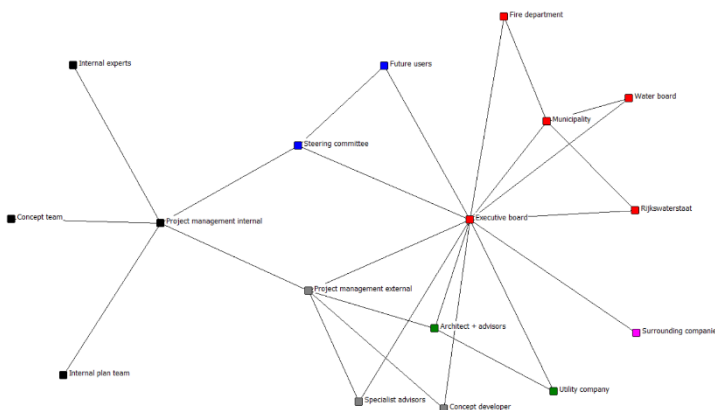 Fire department
Internal experts
Future users
Water board
Municipality
Steering committee
Rijkswaterstaat
Concept team
Project management internal
Executive board
Project management external
Architect + advisors
Surrounding companie
Internal plan team
Utility company
Specialist advisors
Concept developer